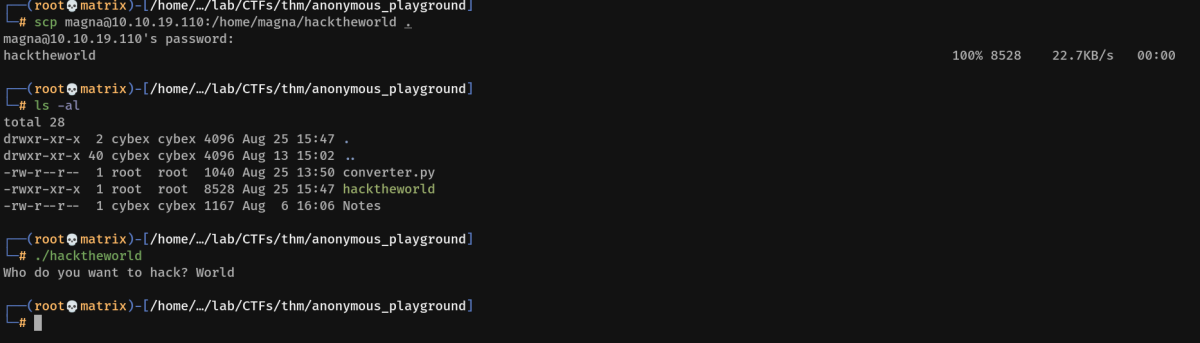 ┌──(root💀matrix)-[/home/…/lab/CTFs/thm/anonymous_playground]
└─# scp magna@10.10.19.110:/home/magna/hacktheworld .
magna@10.10.19.110's password:
hacktheworld 100% 8528 22.7KB/s 00:00
┌──(root💀matrix)-[/home/…/lab/CTFs/thm/anonymous_playground]
└─# ls -al
total 28
drwxr-xr-x 2 cybex cybex 4096 Aug 25 15:47 .
drwxr-xr-x 40 cybex cybex 4096 Aug 13 15:02 ..
-rw-r--r-- 1 root root 1040 Aug 25 13:50 converter.py
-rwxr-xr-x 1 root root 8528 Aug 25 15:47 hacktheworld
-rw-r--r-- 1 cybex cybex 1167 Aug 6 16:06 Notes
┌──(root💀matrix)-[/home/…/lab/CTFs/thm/anonymous_playground]
└─# ./hacktheworld
Who do you want to hack? World
┌──(root💀matrix)-[/home/…/lab/CTFs/thm/anonymous_playground]
└─#